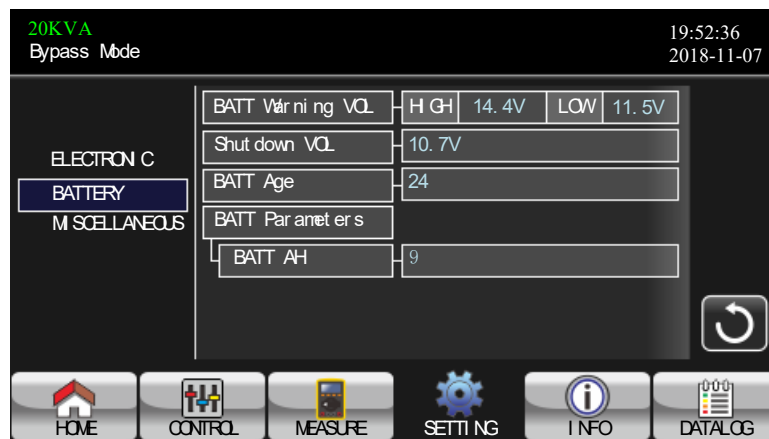 20KVA
19:52:36
Bypass Mode
2018-11-07
BATT Warning VOL HIGH 14.4V LOW 11.5V
Shutdown VOL 10.7V
ELECTRONIC
BATT Age 24
BATTERY
MISCELLANEOUS
BATT Parameters
BATT AH 9
HOME CONTROL MEASURE SETTING INFO DATALOG